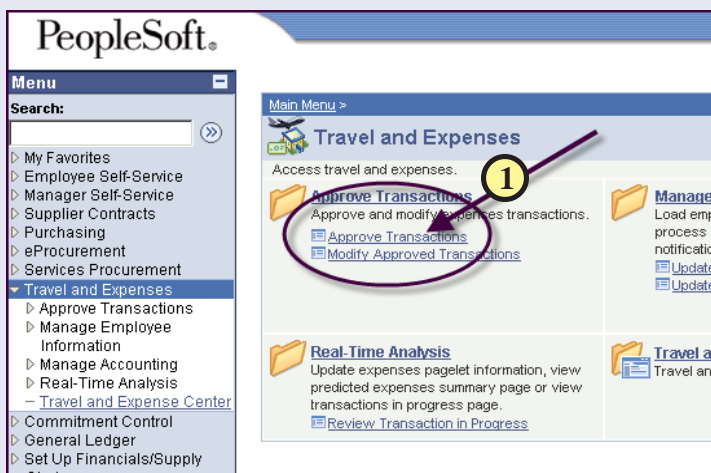 PeopleSoft®
Menu
Search:
My Favorites
Employee Self-Service
Manager Self-Service
Supplier Contracts
Purchasing
eProcurement
Services Procurement
Travel and Expenses
Approve Transactions
Manage Employee
Information
Manage Accounting
Real-Time Analysis
Travel and Expense Center
Commitment Control
General Ledger
Set Up Financials/Supply
Main Menu >
Travel and Expenses
Access travel and expenses.
1
Approve Transactions
Approve and modify expenses transactions.
Approve Transactions
Modify Approved Transactions
Manage
Load emp
process
notificatio
Update
Update
Real-Time Analysis
Update expenses pagelet information, view
predicted expenses summary page or view
transactions in progress page.
Review Transaction in Progress
Travel a
Travel an